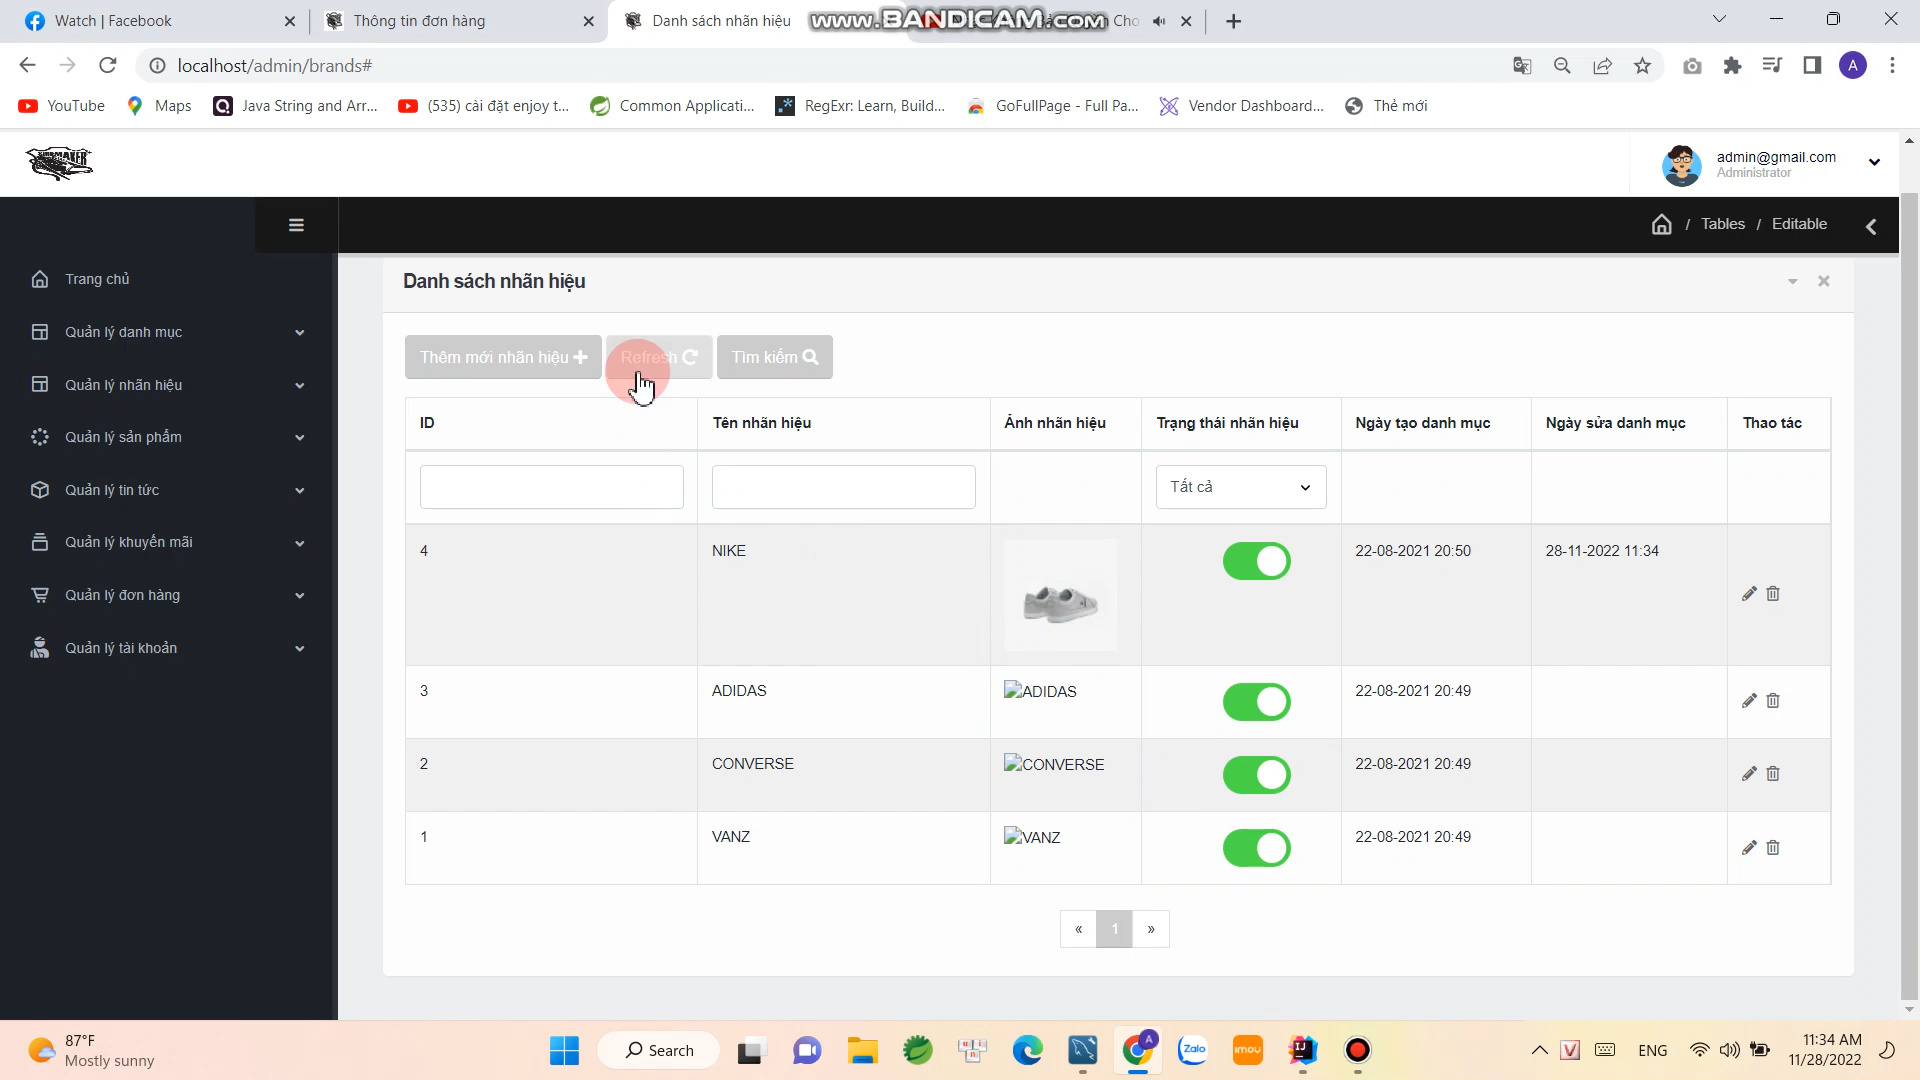 Watch | Facebook
Thông tin đơn hàng
Danh sách nhãn hiệu
www.BANDICAM.com
localhost/admin/brands#
YouTube
Maps
Java String and Arr...
(535) cài đặt enjoy t...
Common Applicati...
RegExr: Learn, Build...
GoFullPage - Full Pa...
Vendor Dashboard...
Thẻ mới
admin@gmail.com
Administrator
/ Tables / Editable
Trang chủ
Quản lý danh mục
Quản lý nhãn hiệu
Quản lý sản phẩm
Quản lý tin tức
Quản lý khuyến mãi
Quản lý đơn hàng
Quản lý tài khoản
Danh sách nhãn hiệu
Thêm mới nhãn hiệu
Refresh
Tìm kiếm
ID Tên nhãn hiệu Ảnh nhãn hiệu Trạng thái nhãn hiệu Ngày tạo danh mục Ngày sửa danh mục Thao tác
Tất cả
4 NIKE 22-08-2021 20:50 28-11-2022 11:34
3 ADIDAS ADIDAS 22-08-2021 20:49
2 CONVERSE CONVERSE 22-08-2021 20:49
1 VANZ VANZ 22-08-2021 20:49
« 1 »
87°F
Mostly sunny
Search
Zalo
imou
ENG
11:34 AM
11/28/2022